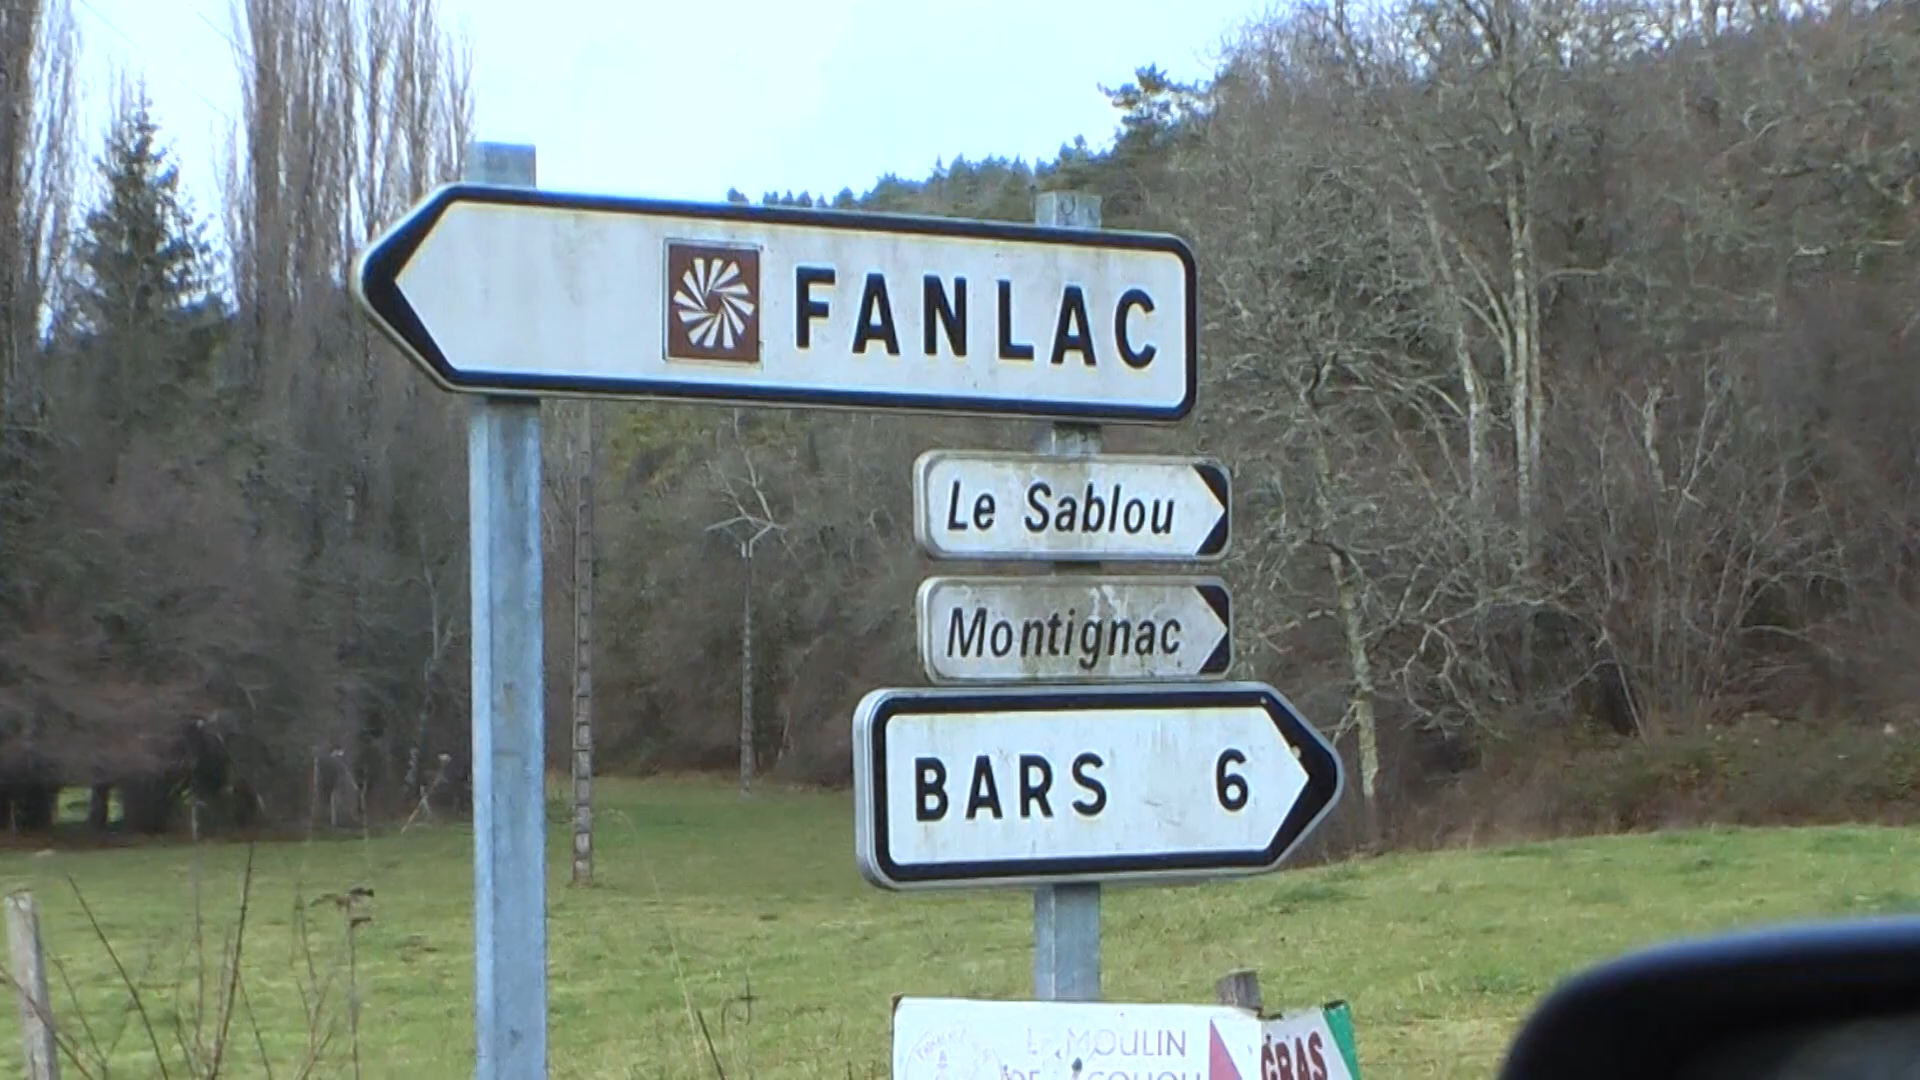 FANLAC
Le Sablou
Montignac
BARS 6
MOULIN
GRAS